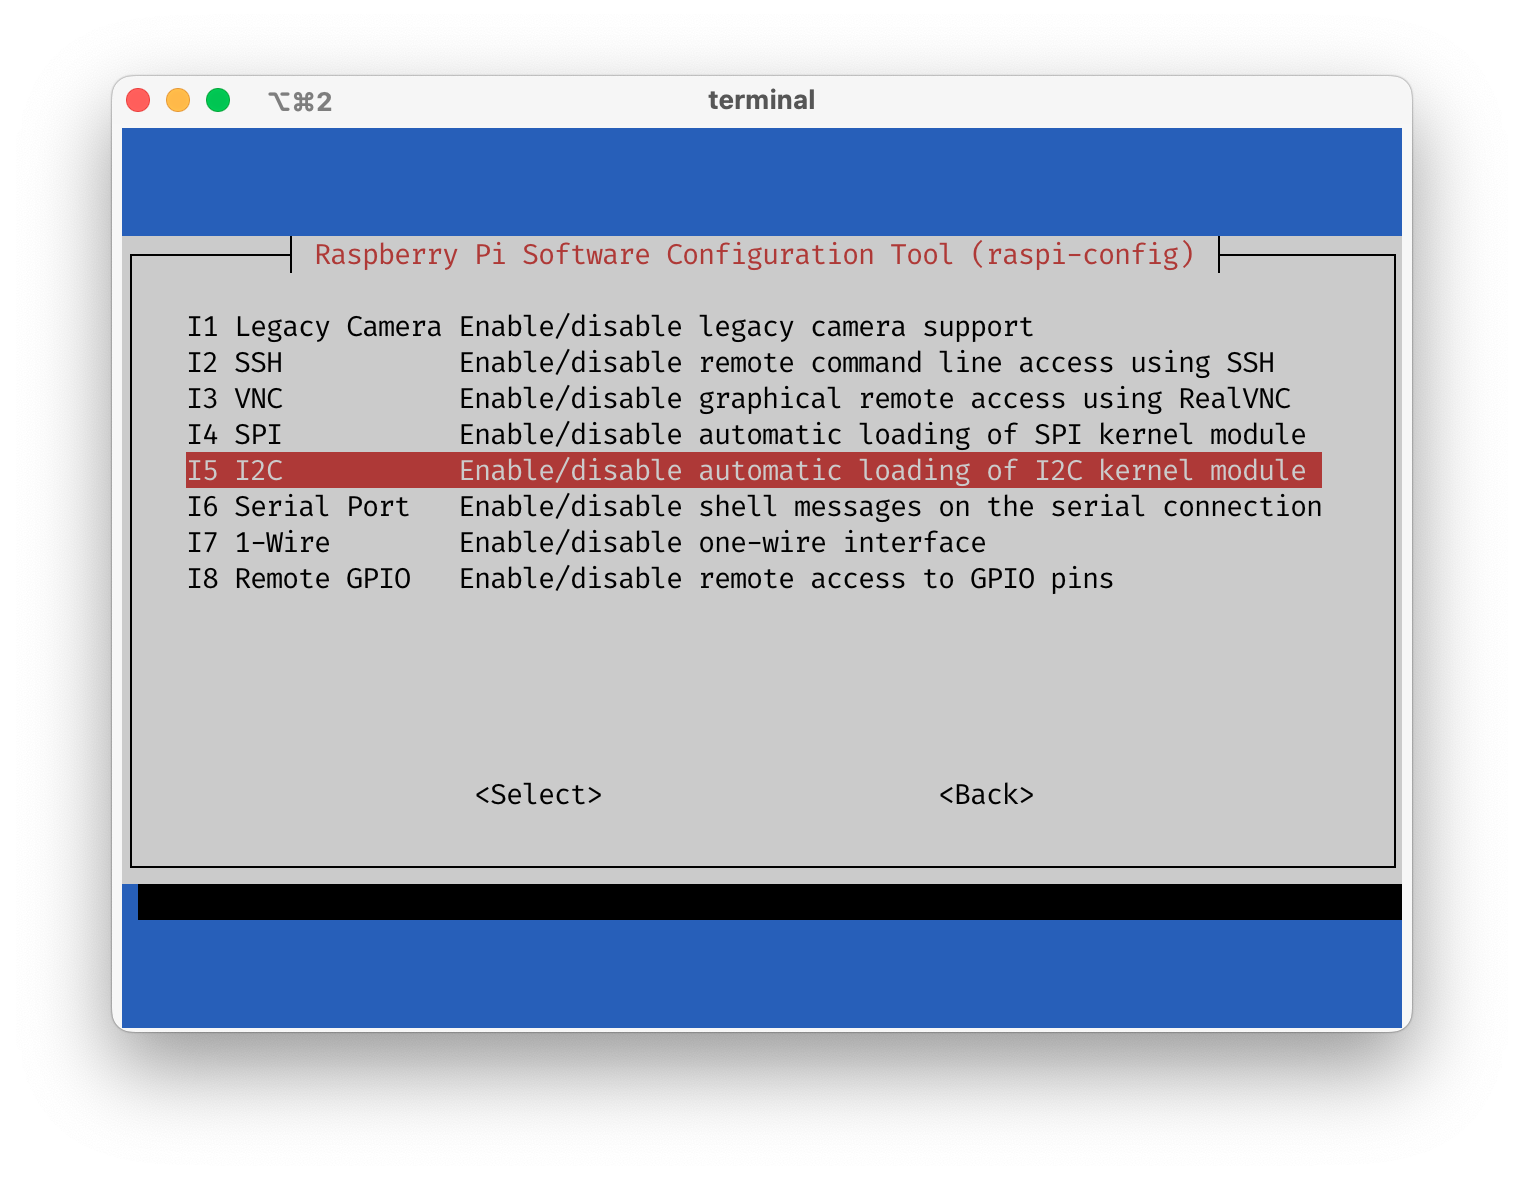 ⌥⌘2 terminal
Raspberry Pi Software Configuration Tool (raspi-config)
I1 Legacy Camera Enable/disable legacy camera support
I2 SSH Enable/disable remote command line access using SSH
I3 VNC Enable/disable graphical remote access using RealVNC
I4 SPI Enable/disable automatic loading of SPI kernel module
I5 I2C Enable/disable automatic loading of I2C kernel module
I6 Serial Port Enable/disable shell messages on the serial connection
I7 1-Wire Enable/disable one-wire interface
I8 Remote GPIO Enable/disable remote access to GPIO pins
<Select> <Back>